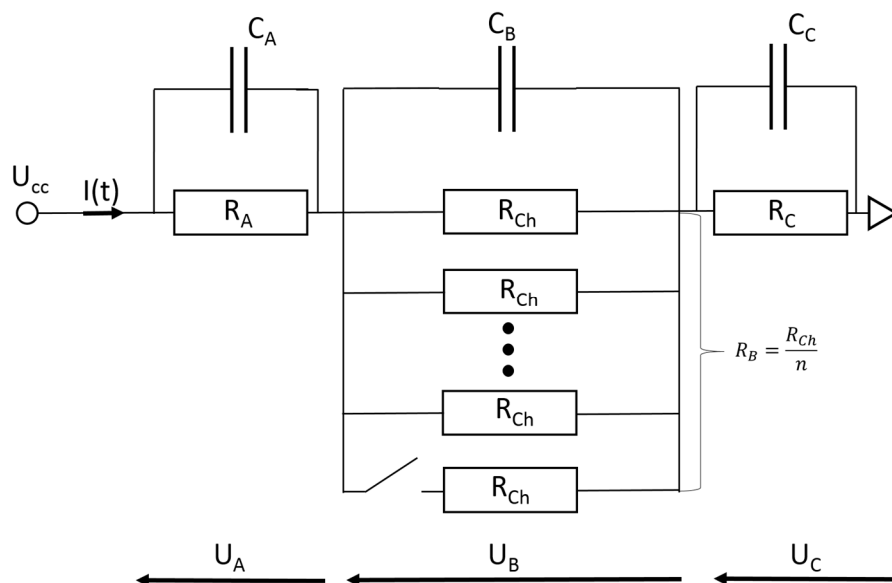 C_A
C_B
C_C
U_cc
I(t)
R_A
R_Ch
R_C
R_Ch
R_B = R_Ch / n
R_Ch
R_Ch
U_A
U_B
U_C